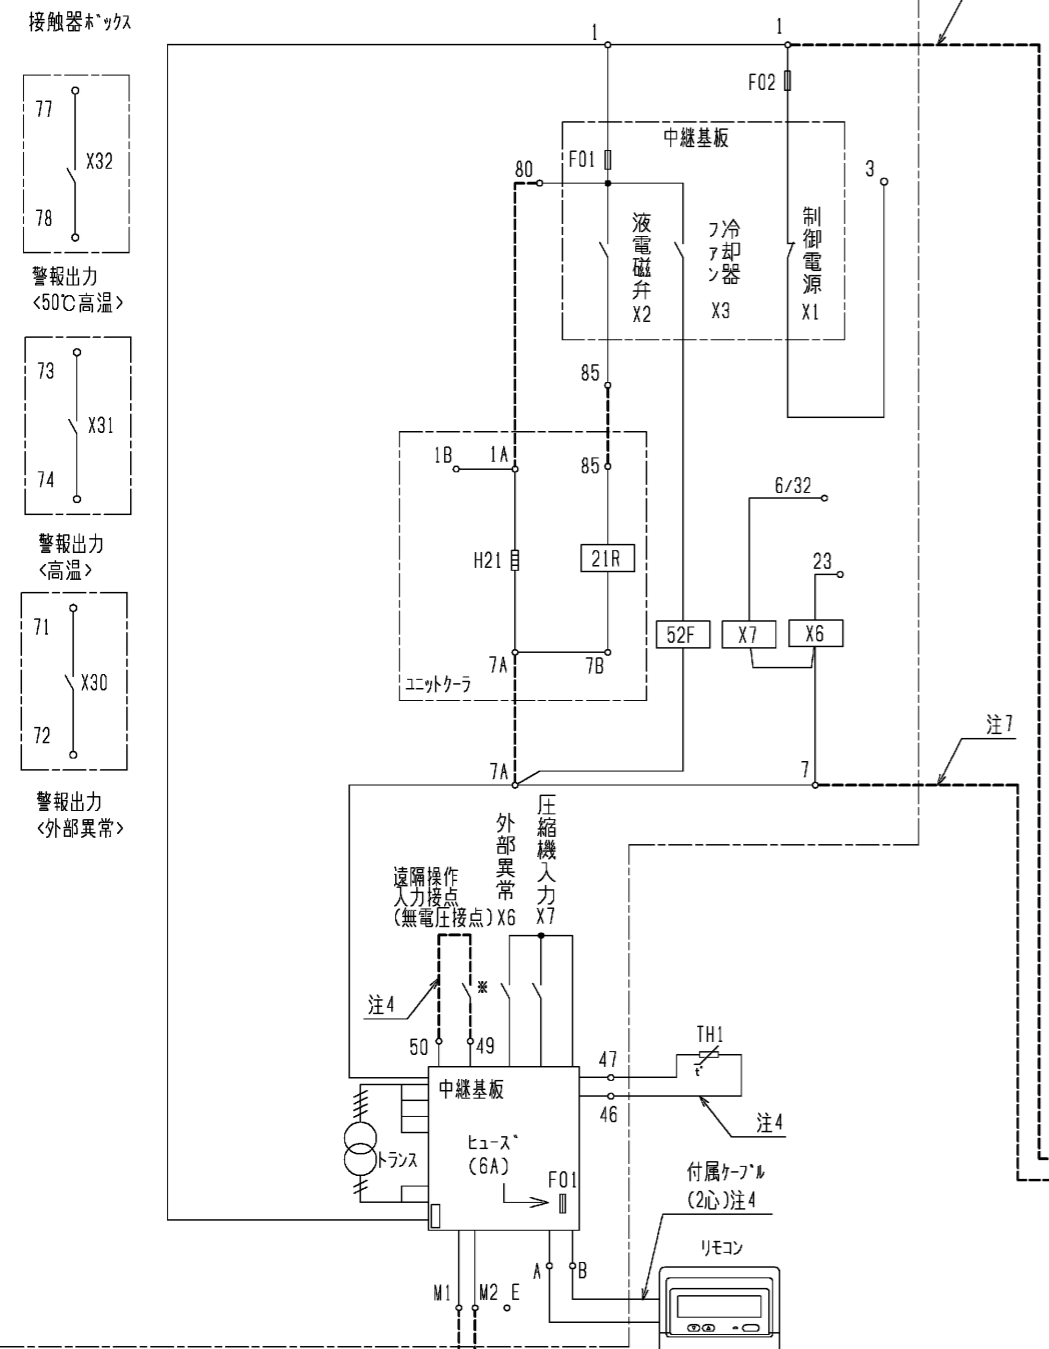 接触器ﾎﾞｯｸｽ
77
X32
78
警報出力
<50℃高温>
73
X31
74
警報出力
<高温>
71
X30
72
警報出力
<外部異常>
1
1
F02
中継基板
F01
80
3
液電磁弁
X2
冷却器
ファン
X3
制御電源
X1
85
1B
1A
85
6/32
H21
21R
23
52F
X7
X6
7A
7B
ユニットクーラ
注7
7A
7
外部異常
X6
圧縮機入力
X7
遠隔操作
入力接点
(無電圧接点)
※
注4
50
49
TH1
t°
47
46
注4
中継基板
ﾋｭｰｽﾞ
(6A)
F01
トランス
付属ｹｰﾌﾞﾙ
(2心)注4
リモコン
A
B
M1
M2
E